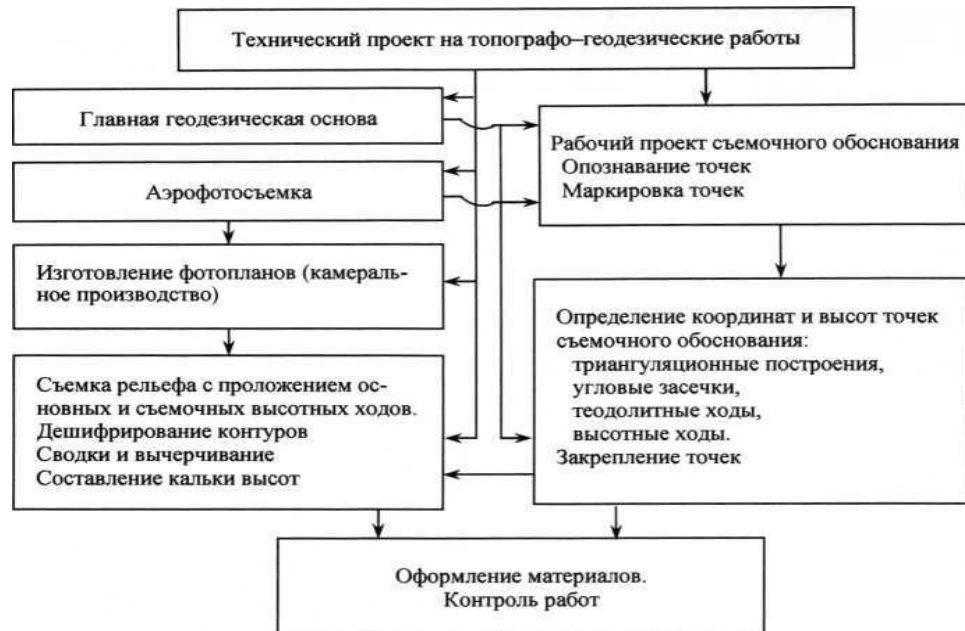 Технический проект на топографо–геодезические работы
Главная геодезическая основа
Рабочий проект съемочного обоснования
Опознавание точек
Маркировка точек
Аэрофотосъемка
Изготовление фотопланов (камераль-
ное производство)
Определение координат и высот точек
съемочного обоснования:
триангуляционные построения,
угловые засечки,
теодолитные ходы,
высотные ходы.
Закрепление точек
Съемка рельефа с проложением ос-
новных и съемочных высотных ходов.
Дешифрирование контуров
Сводки и вычерчивание
Составление кальки высот
Оформление материалов.
Контроль работ